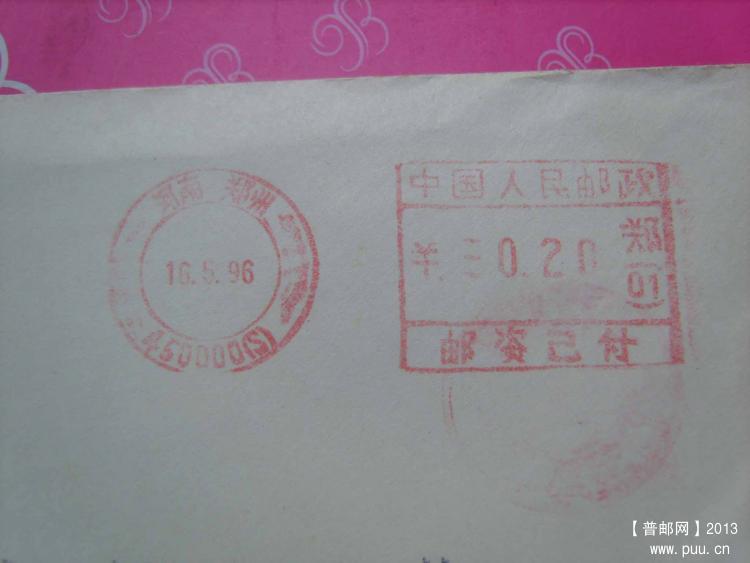 河南 郑州
16.5.96
450000(S)
中国人民邮政
¥ 0.20
郑
(01)
邮资已付
【普邮网】2013
www.puu.cn